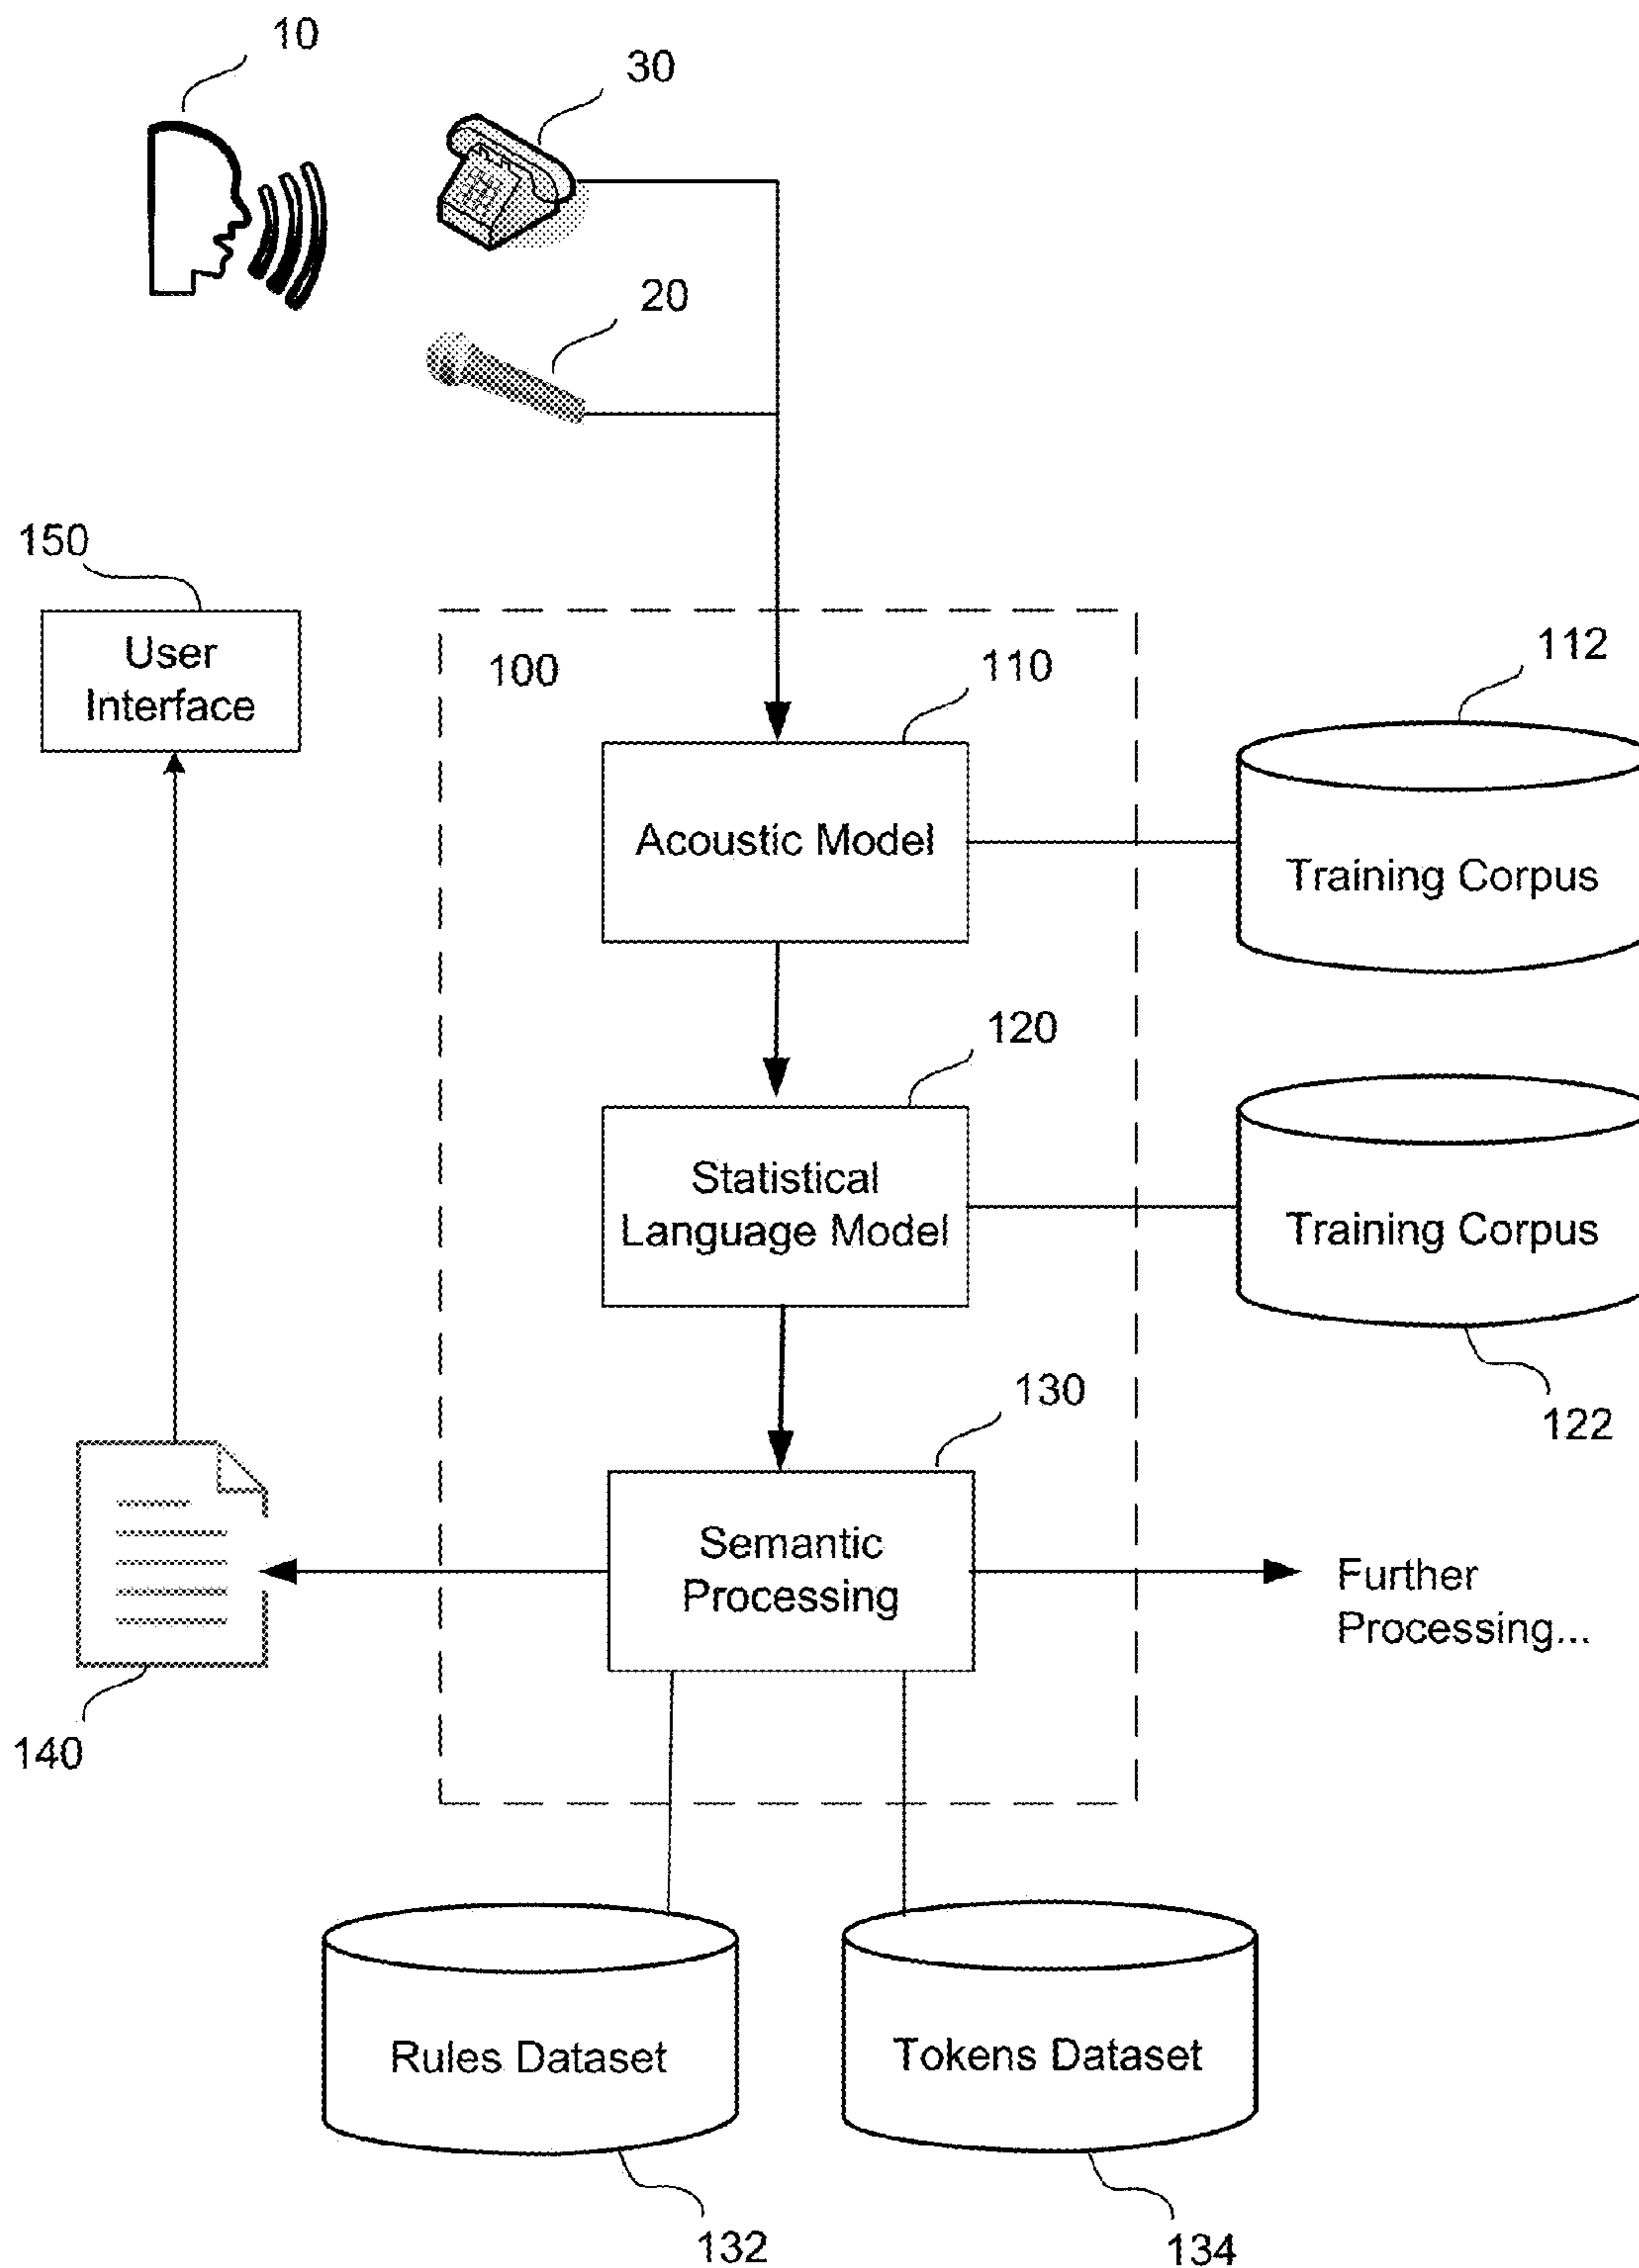 10
30
20
150
User
Interface
100
110
112
Acoustic Model
Training Corpus
120
Statistical
Language Model
Training Corpus
122
130
Semantic
Processing
Further
Processing...
140
Rules Dataset
Tokens Dataset
132
134